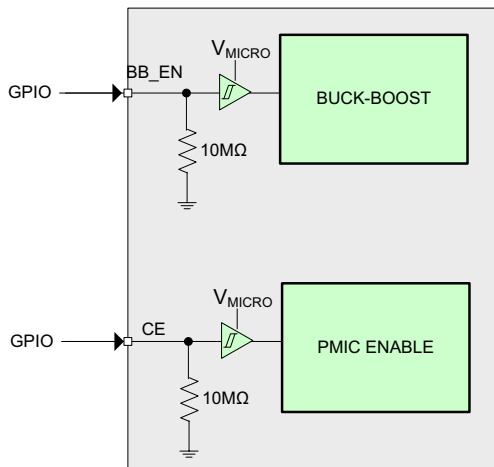 V_MICRO
BB_EN
GPIO
BUCK-BOOST
10MΩ
V_MICRO
CE
GPIO
PMIC ENABLE
10MΩ